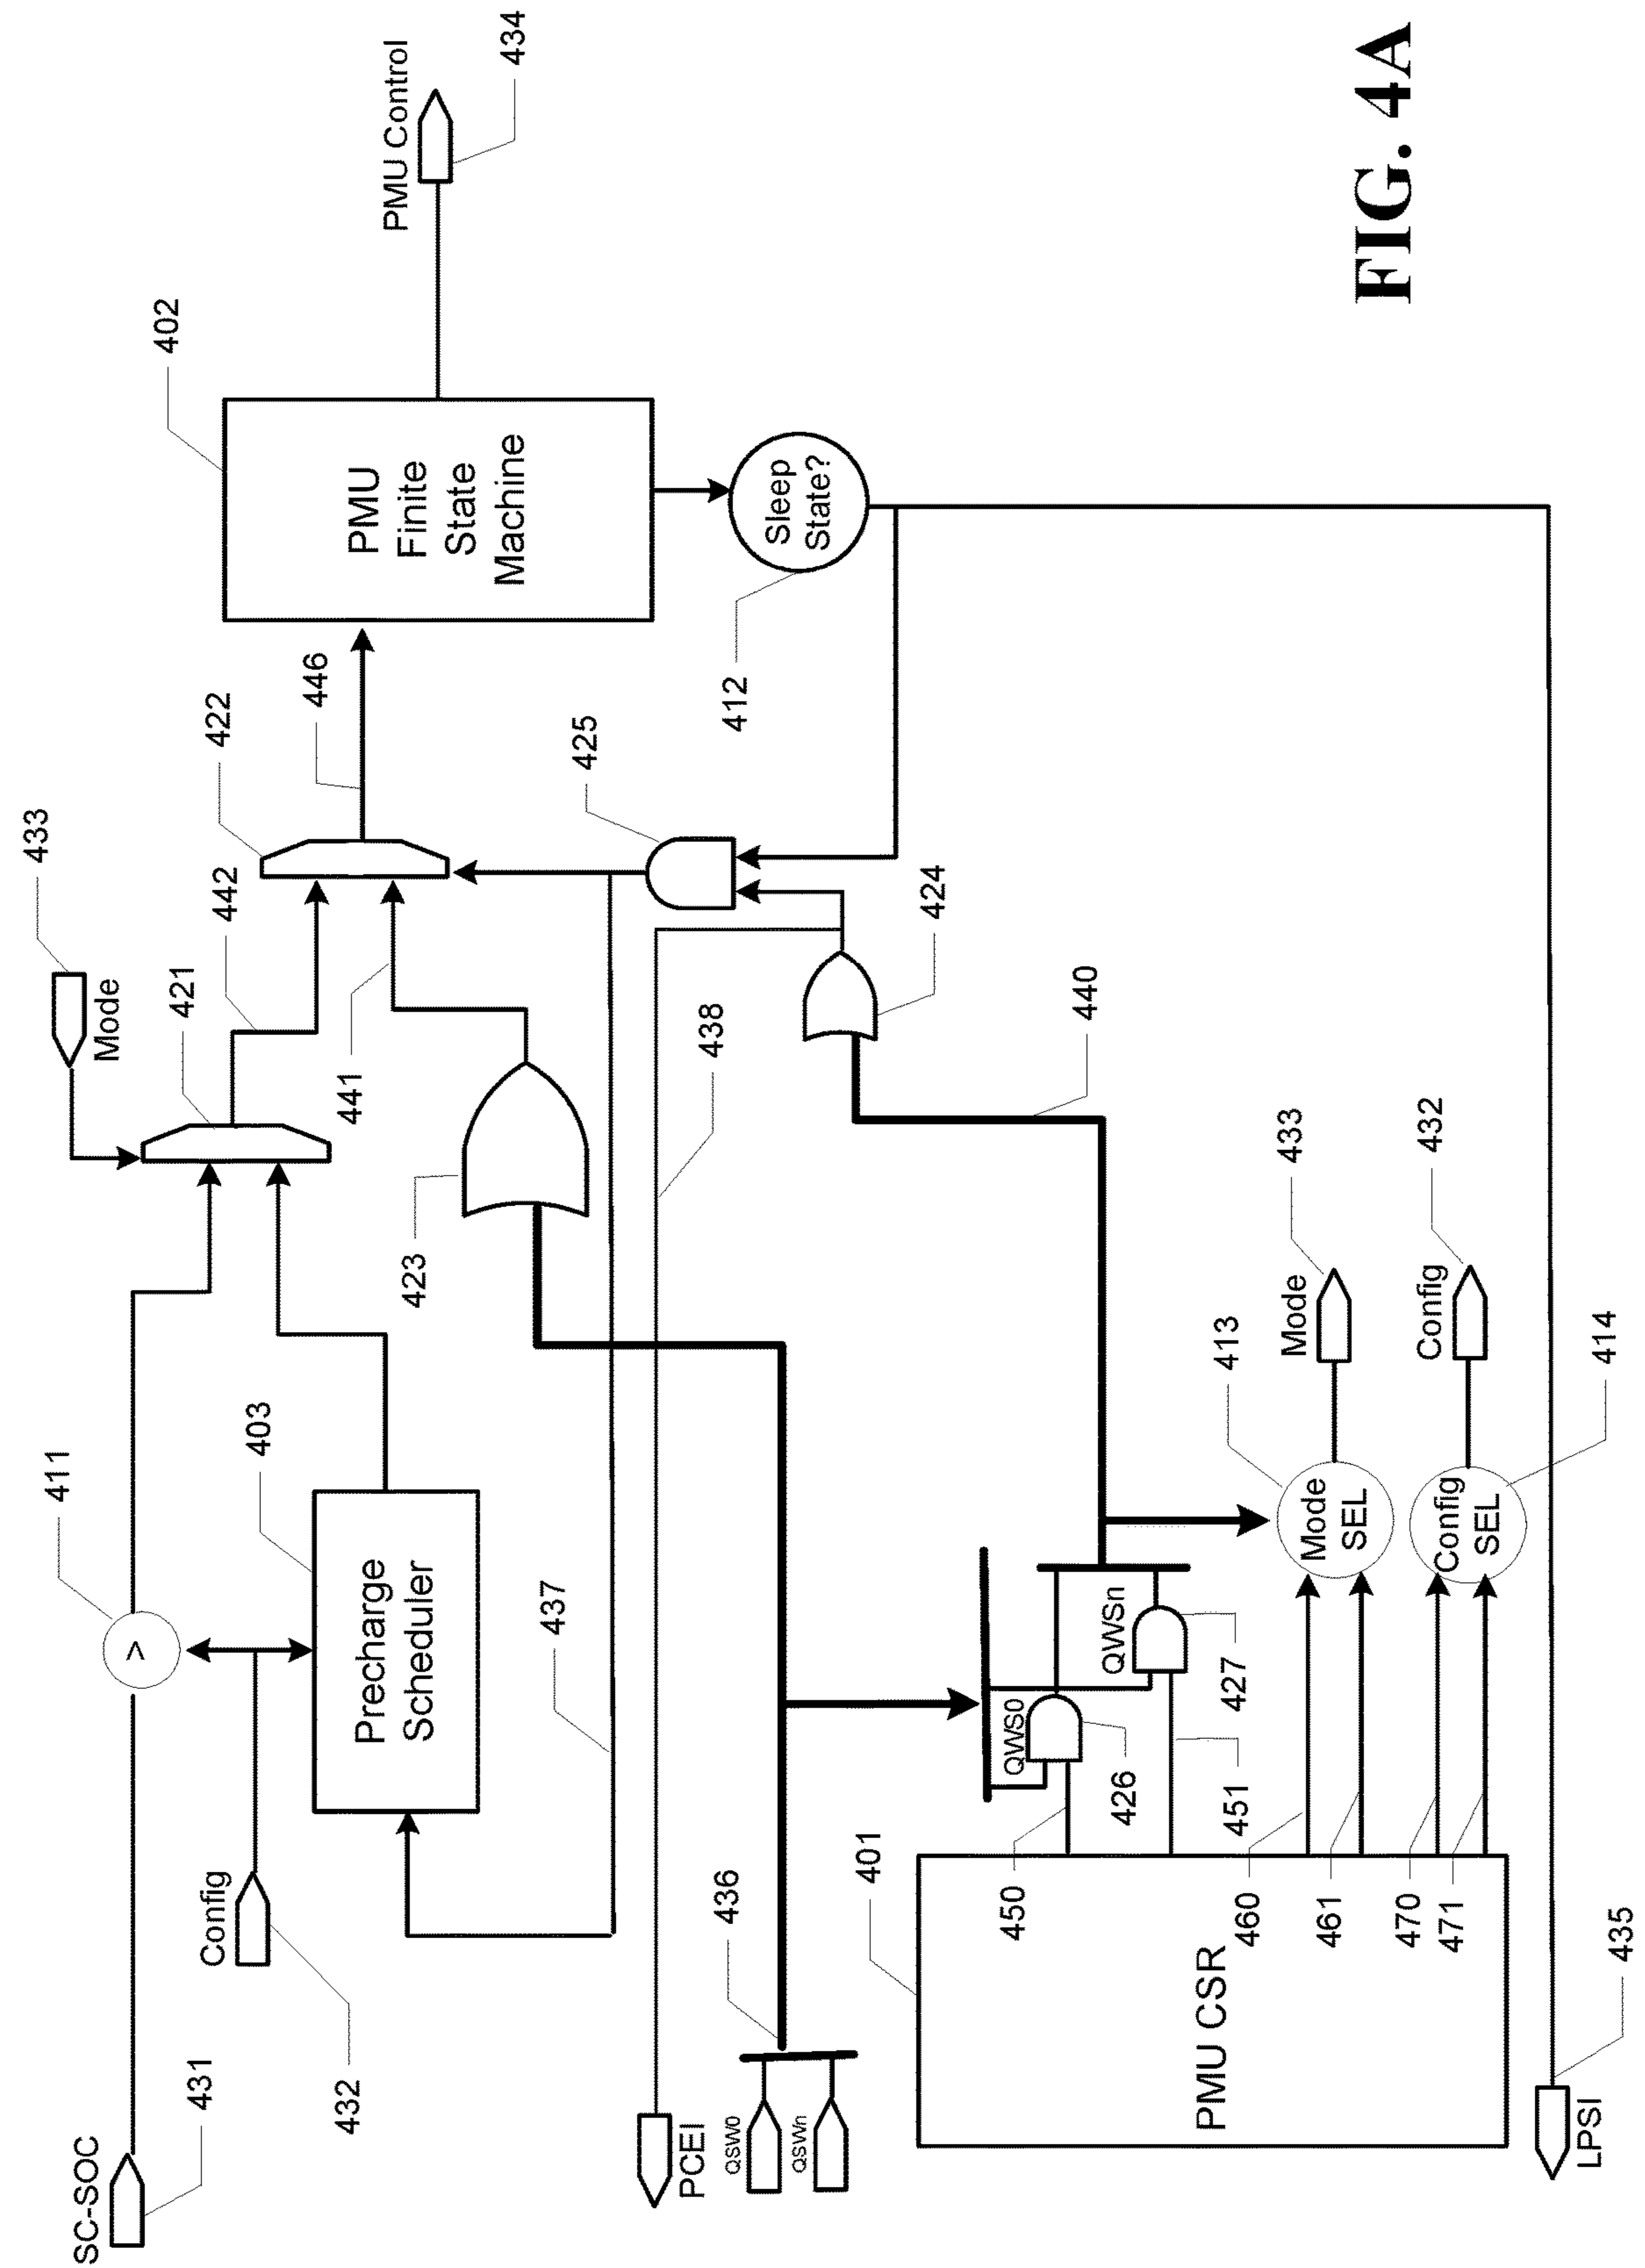 SC-SOC
431
Config
432
411
403
Precharge
Scheduler
433
Mode
421
442
422
446
402
PMU
Finite
State
Machine
PMU Control
434
441
423
425
Sleep
State?
412
437
438
424
440
PCEI
QSW0
QSWn
436
401
PMU CSR
450
QWS0
426
QWSn
427
451
460
461
470
471
Mode
SEL
413
Mode
433
Config
SEL
414
Config
432
LPSI
435
FIG. 4A